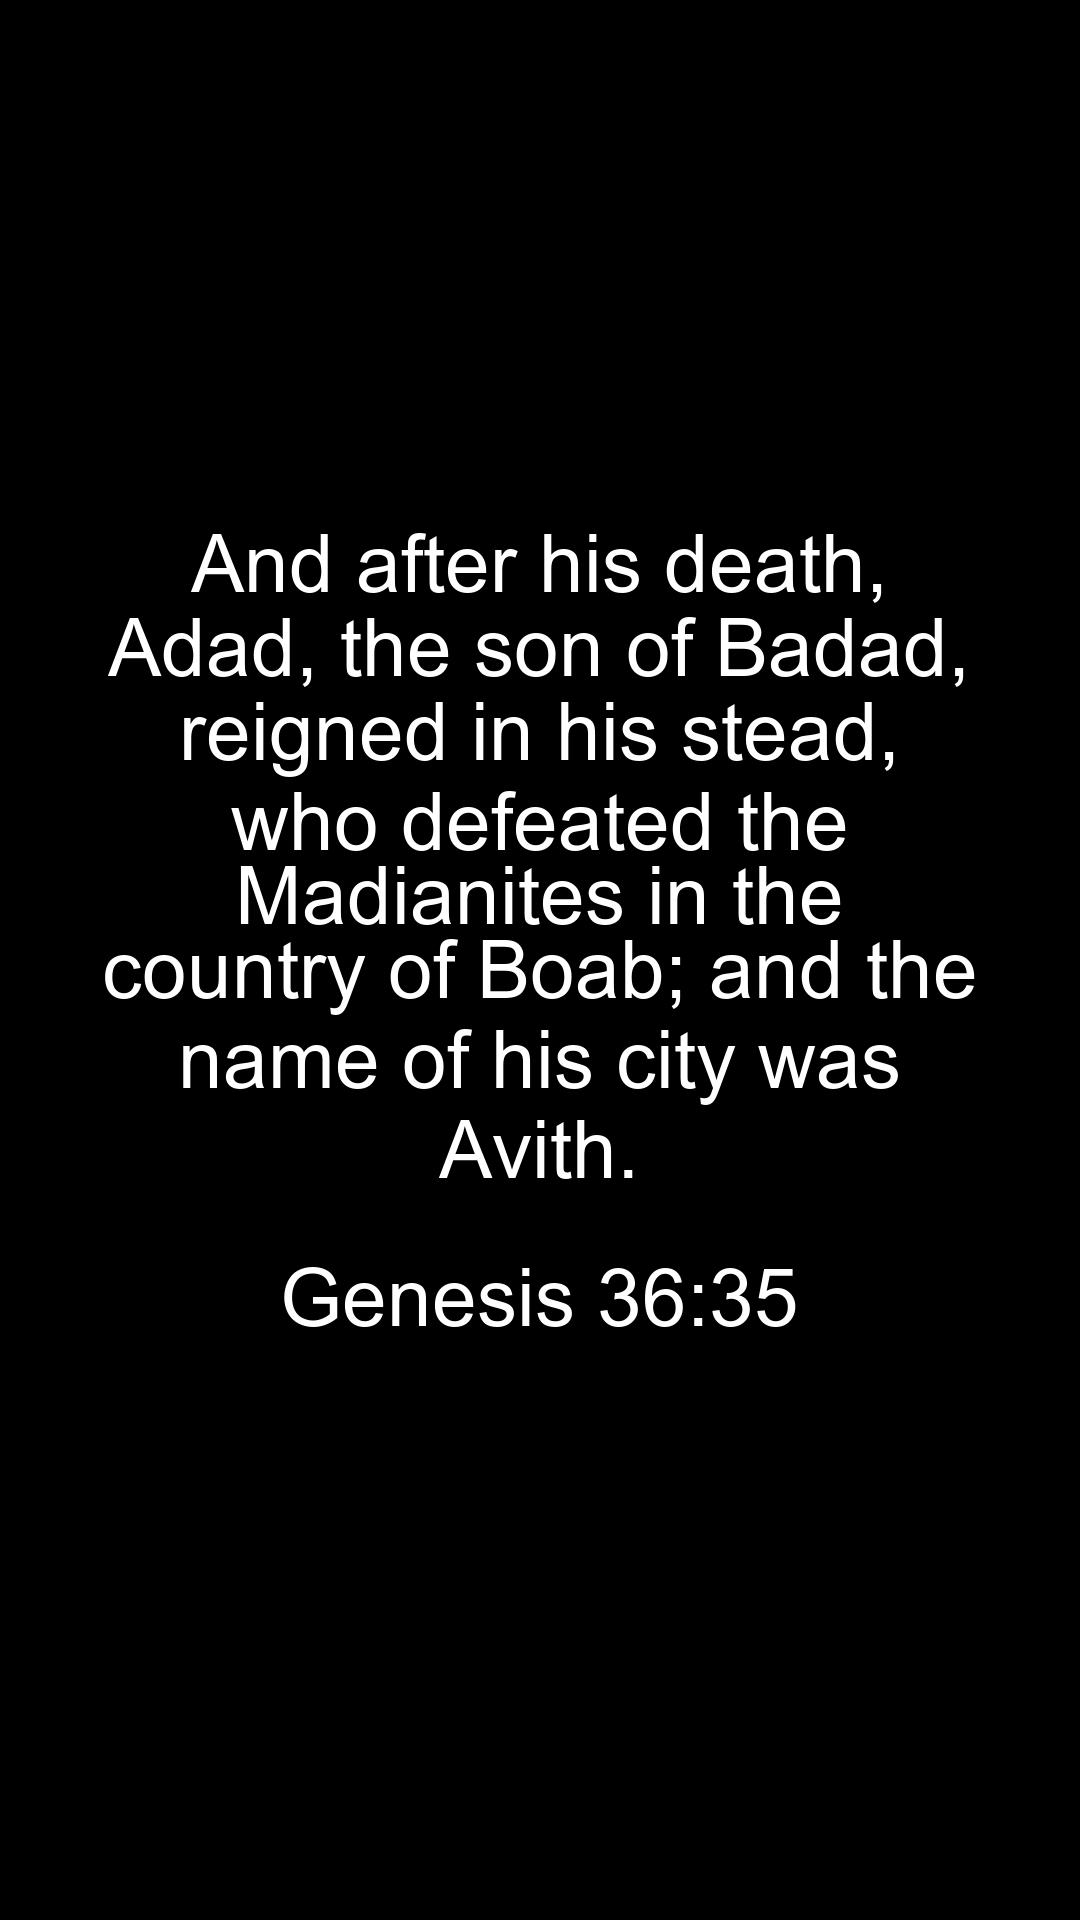 And after his death,
Adad, the son of Badad,
reigned in his stead,
who defeated the
Madianites in the
country of Boab; and the
name of his city was
Avith.
Genesis 36:35